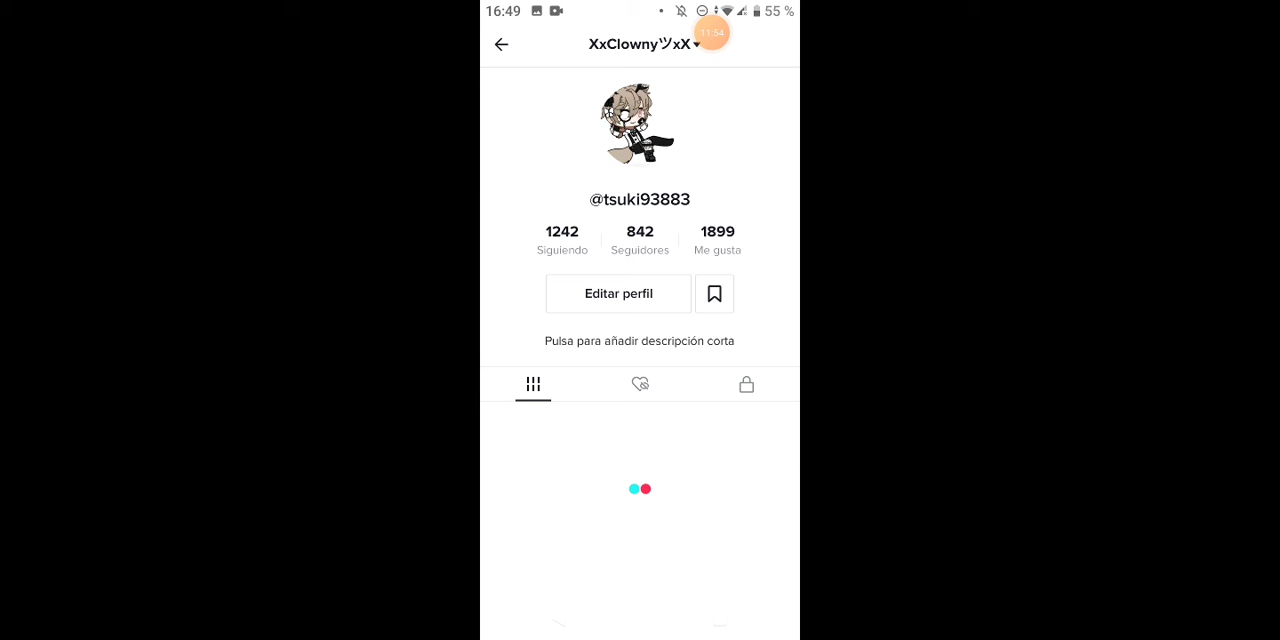 16:49 55 %
XxClownyツxX
11:54
@tsuki93883
1242 842 1899
Siguiendo Seguidores Me gusta
Editar perfil
Pulsa para añadir descripción corta